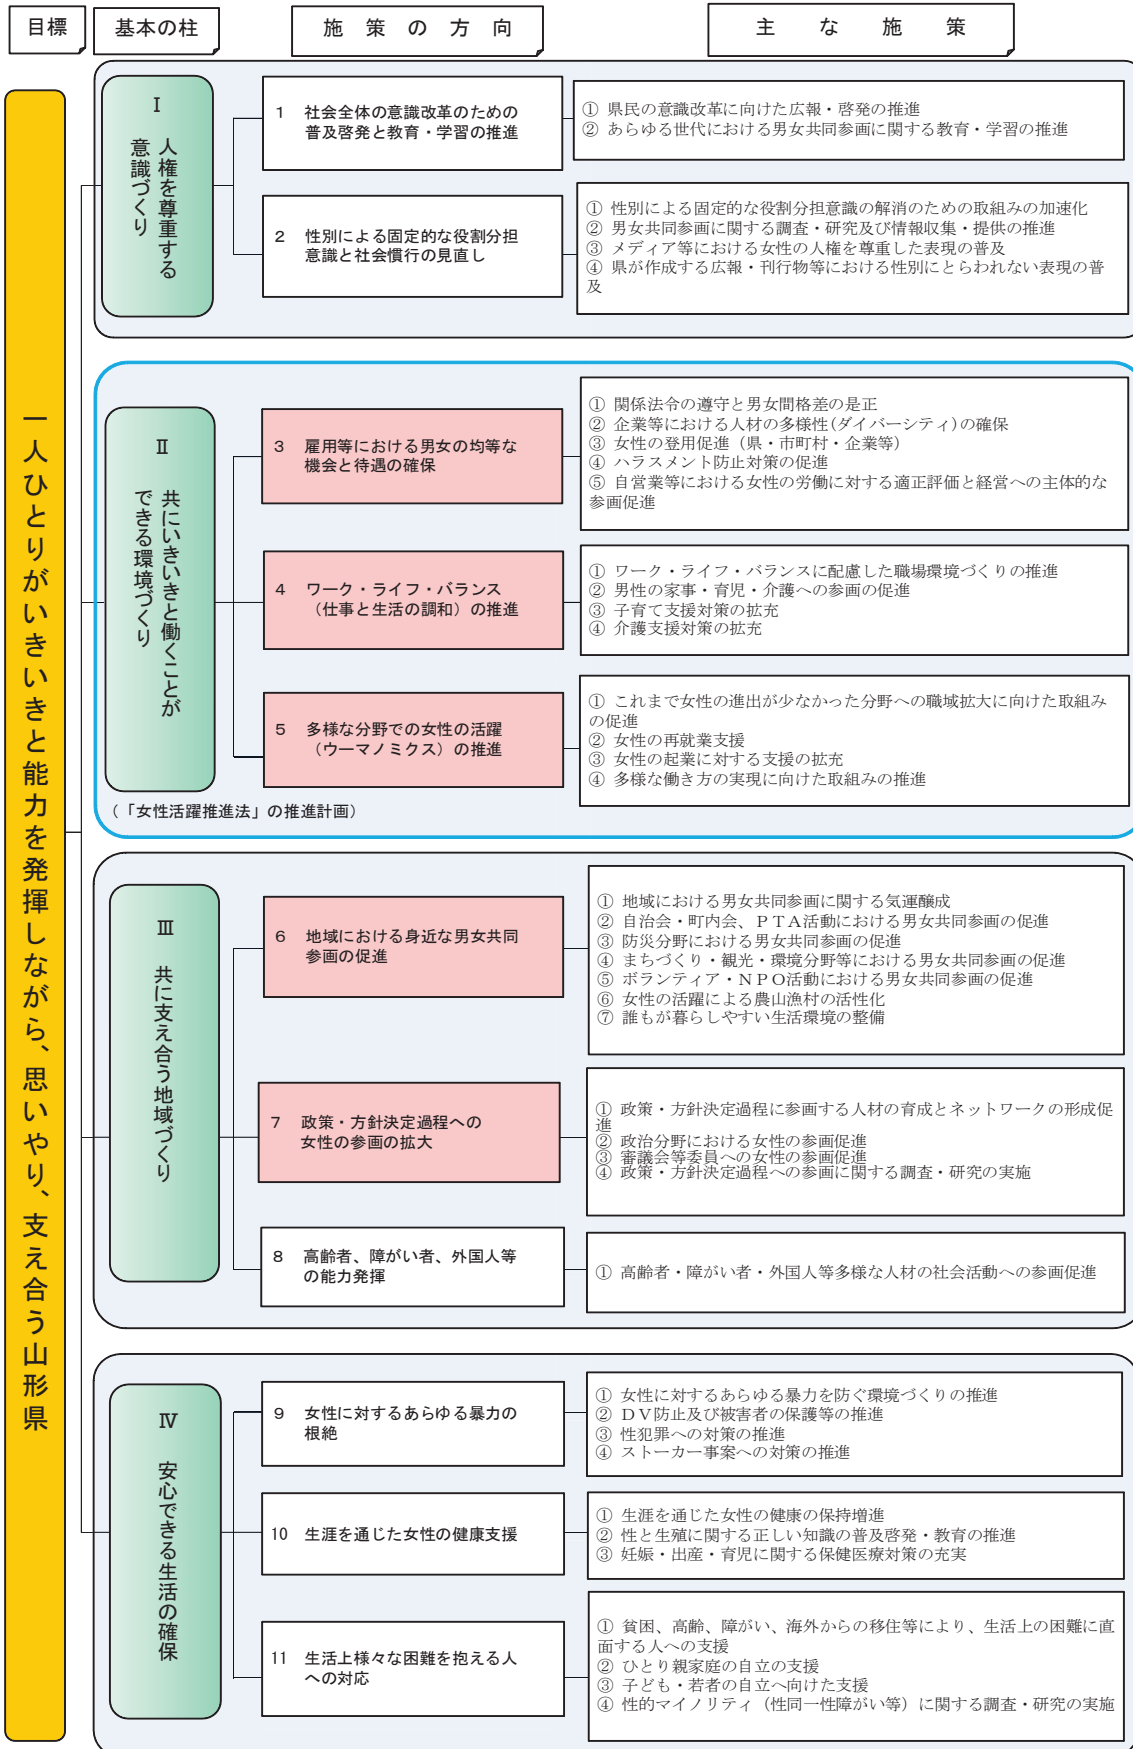 目標
基本の柱
施策の方向
主な施策
一人ひとりがいきいきと能力を発揮しながら、思いやり、支え合う山形県
Ⅰ
人権を尊重する
意識づくり
1 社会全体の意識改革のための
普及啓発と教育・学習の推進
① 県民の意識改革に向けた広報・啓発の推進
② あらゆる世代における男女共同参画に関する教育・学習の推進
2 性別による固定的な役割分担
意識と社会慣行の見直し
① 性別による固定的な役割分担意識の解消のための取組みの加速化
② 男女共同参画に関する調査・研究及び情報収集・提供の推進
③ メディア等における女性の人権を尊重した表現の普及
④ 県が作成する広報・刊行物等における性別にとらわれない表現の普
及
Ⅱ
共にいきいきと働くことが
できる環境づくり
3 雇用等における男女の均等な
機会と待遇の確保
① 関係法令の遵守と男女間格差の是正
② 企業等における人材の多様性(ダイバーシティ)の確保
③ 女性の登用促進（県・市町村・企業等）
④ ハラスメント防止対策の促進
⑤ 自営業等における女性の労働に対する適正評価と経営への主体的な
参画促進
4 ワーク・ライフ・バランス
（仕事と生活の調和）の推進
① ワーク・ライフ・バランスに配慮した職場環境づくりの推進
② 男性の家事・育児・介護への参画の促進
③ 子育て支援対策の拡充
④ 介護支援対策の拡充
5 多様な分野での女性の活躍
（ウーマノミクス）の推進
① これまで女性の進出が少なかった分野への職域拡大に向けた取組み
の促進
② 女性の再就業支援
③ 女性の起業に対する支援の拡充
④ 多様な働き方の実現に向けた取組みの推進
（「女性活躍推進法」の推進計画）
Ⅲ
共に支え合う地域づくり
6 地域における身近な男女共同
参画の促進
① 地域における男女共同参画に関する気運醸成
② 自治会・町内会、ＰＴＡ活動における男女共同参画の促進
③ 防災分野における男女共同参画の促進
④ まちづくり・観光・環境分野等における男女共同参画の促進
⑤ ボランティア・ＮＰＯ活動における男女共同参画の促進
⑥ 女性の活躍による農山漁村の活性化
⑦ 誰もが暮らしやすい生活環境の整備
7 政策・方針決定過程への
女性の参画の拡大
① 政策・方針決定過程に参画する人材の育成とネットワークの形成促
進
② 政治分野における女性の参画促進
③ 審議会等委員への女性の参画促進
④ 政策・方針決定過程への参画に関する調査・研究の実施
8 高齢者、障がい者、外国人等
の能力発揮
① 高齢者・障がい者・外国人等多様な人材の社会活動への参画促進
Ⅳ
安心できる生活の確保
9 女性に対するあらゆる暴力の
根絶
① 女性に対するあらゆる暴力を防ぐ環境づくりの推進
② ＤＶ防止及び被害者の保護等の推進
③ 性犯罪への対策の推進
④ ストーカー事案への対策の推進
10 生涯を通じた女性の健康支援
① 生涯を通じた女性の健康の保持増進
② 性と生殖に関する正しい知識の普及啓発・教育の推進
③ 妊娠・出産・育児に関する保健医療対策の充実
11 生活上様々な困難を抱える人
への対応
① 貧困、高齢、障がい、海外からの移住等により、生活上の困難に直
面する人への支援
② ひとり親家庭の自立の支援
③ 子ども・若者の自立へ向けた支援
④ 性的マイノリティ（性同一性障がい等）に関する調査・研究の実施